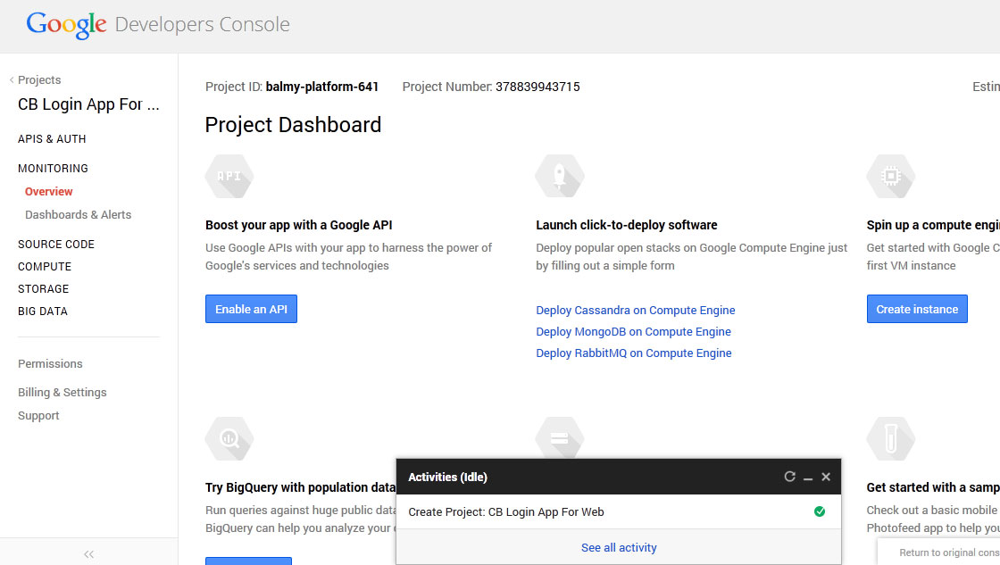 Google Developers Console
Projects
CB Login App For ...
APIS & AUTH
MONITORING
Overview
Dashboards & Alerts
SOURCE CODE
COMPUTE
STORAGE
BIG DATA
Permissions
Billing & Settings
Support
Project ID: balmy-platform-641 Project Number: 378839943715
Project Dashboard
API
Boost your app with a Google API
Use Google APIs with your app to harness the power of
Google's services and technologies
Enable an API
Launch click-to-deploy software
Deploy popular open stacks on Google Compute Engine just
by filling out a simple form
Deploy Cassandra on Compute Engine
Deploy MongoDB on Compute Engine
Deploy RabbitMQ on Compute Engine
Spin up a compute
Get started with Google
first VM instance
Create instance
Try BigQuery with population data
Run queries against huge public
BigQuery can help you analyze your
Get started with a
Check out a basic mobile
Photofeed app to help
Activities (Idle)
Create Project: CB Login App For Web
See all activity
Return to original